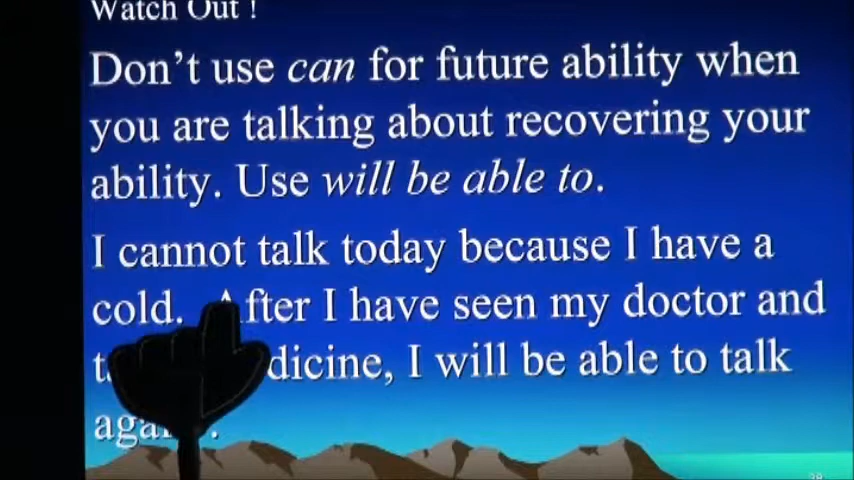 Watch Out !
Don't use can for future ability when
you are talking about recovering your
ability. Use will be able to.
I cannot talk today because I have a
cold. After I have seen my doctor and
I will be able to talk